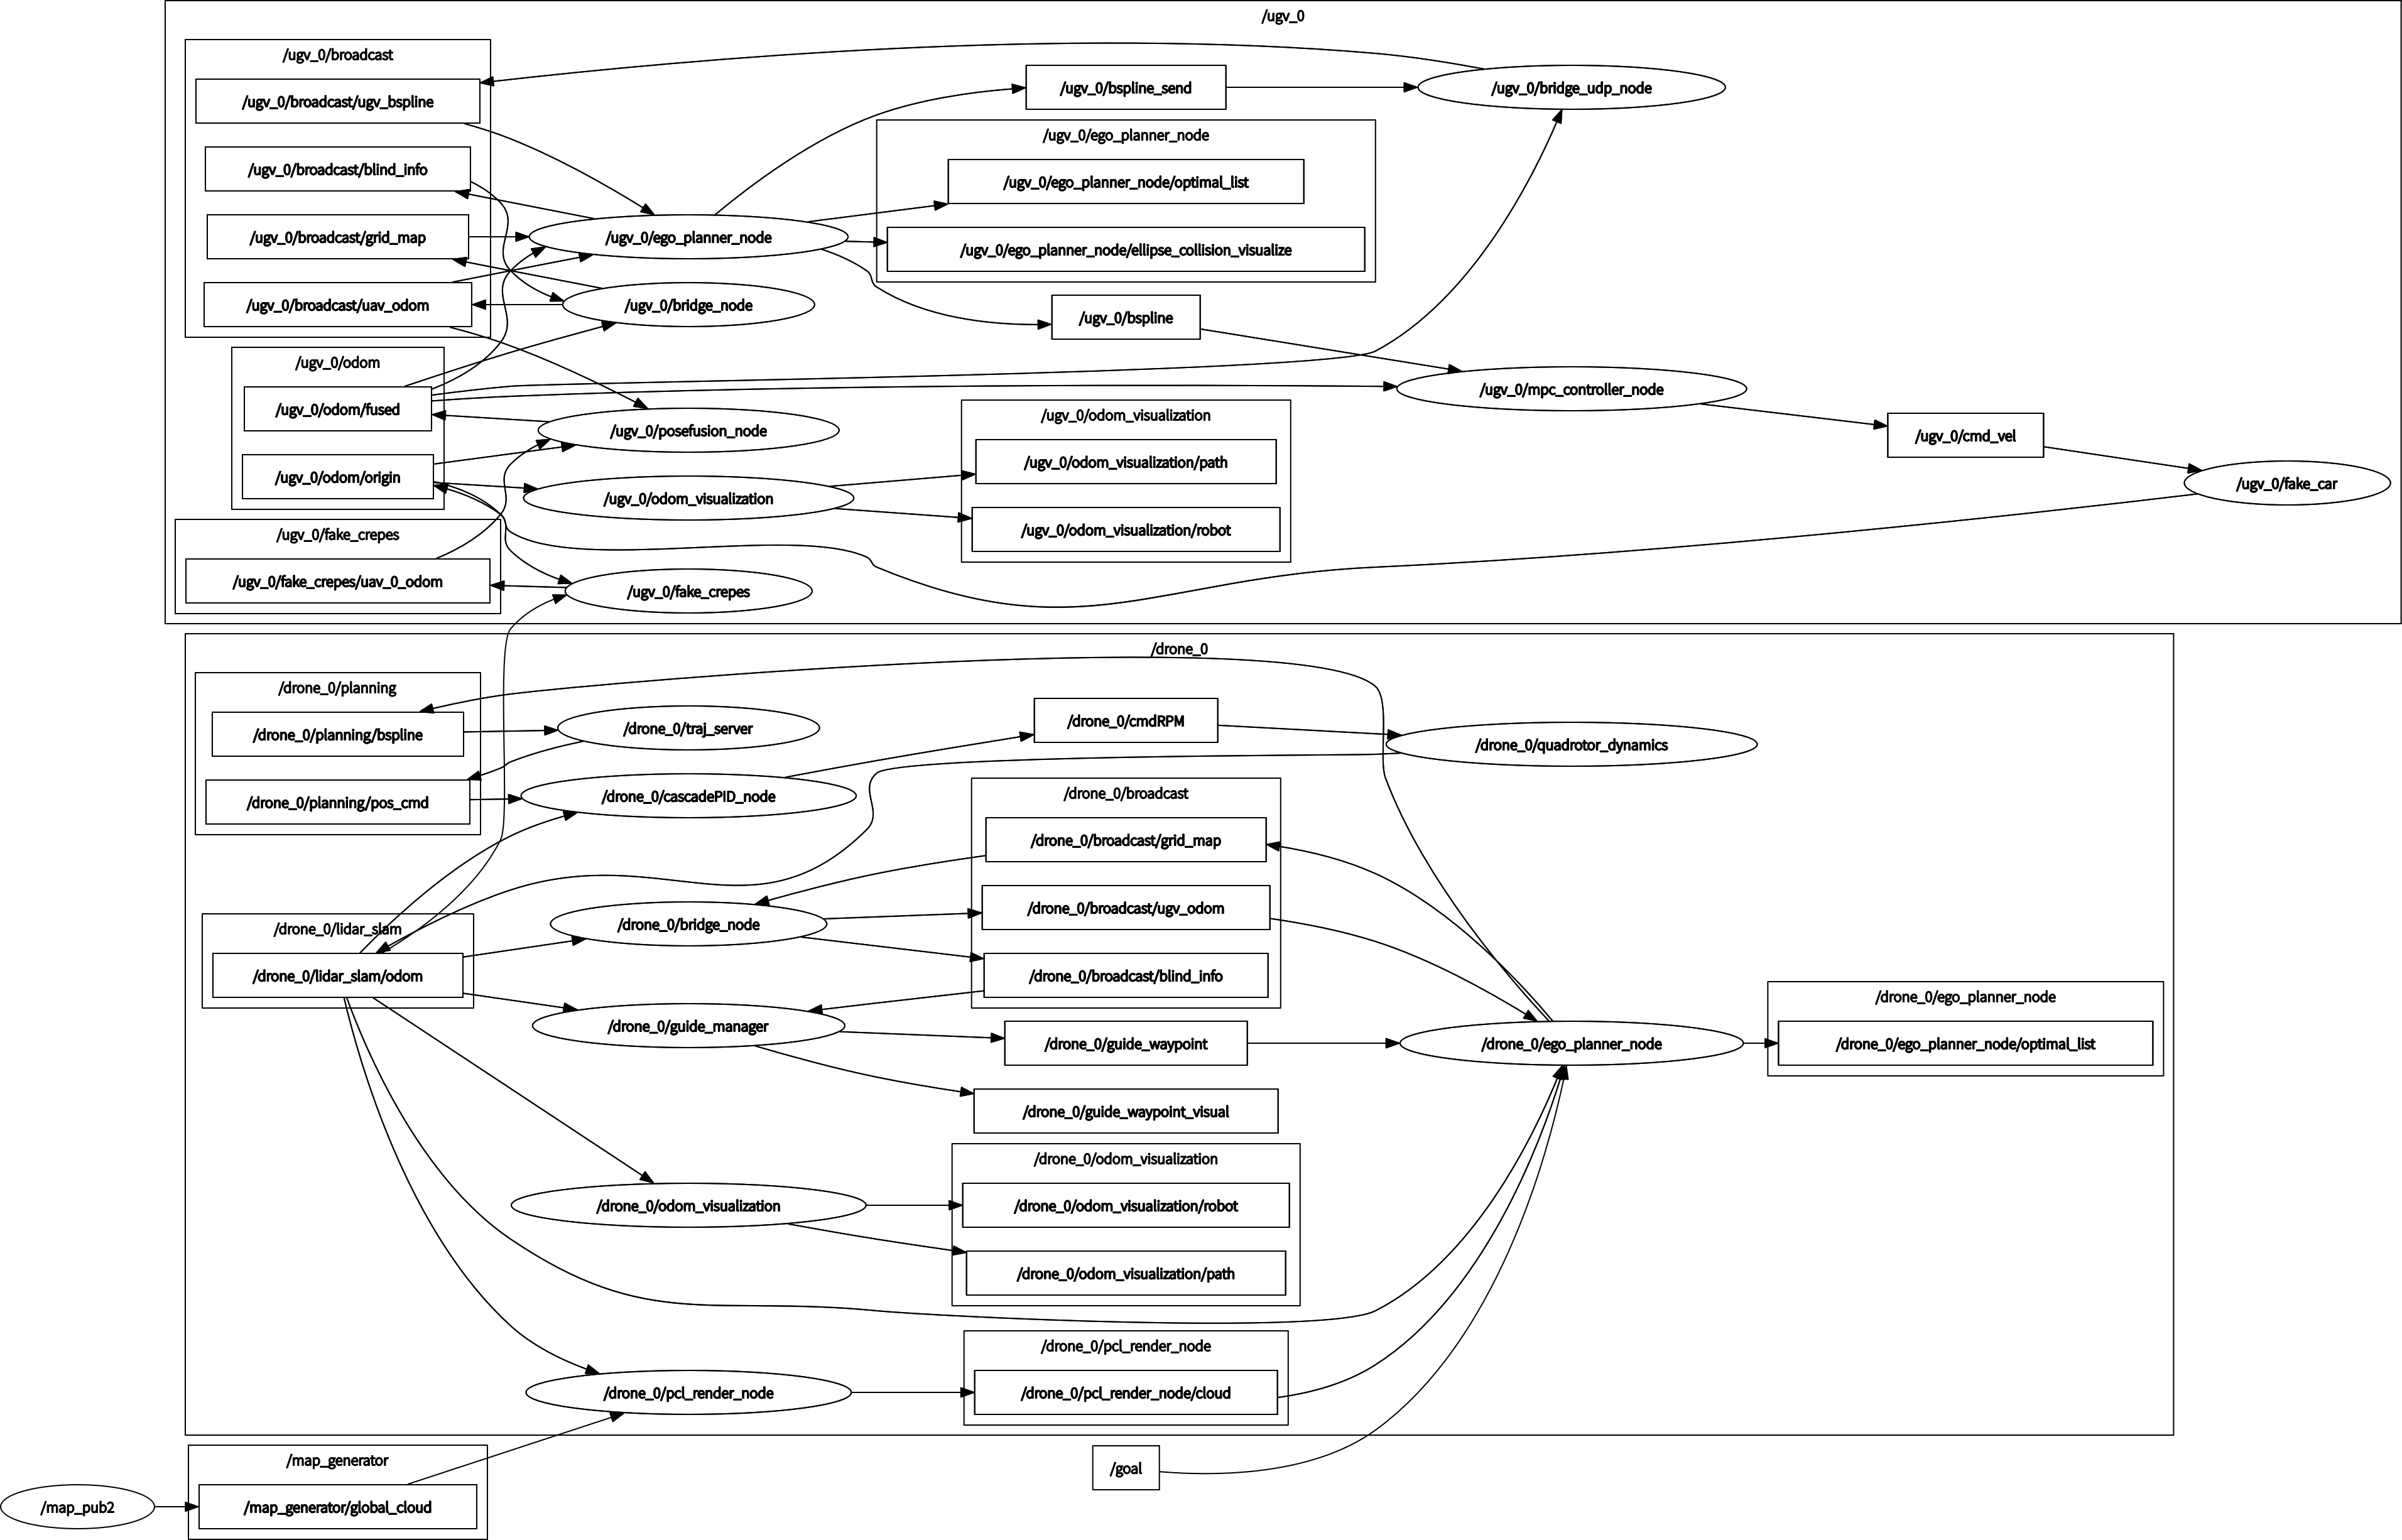 /ugv_0
/ugv_0/broadcast
/ugv_0/broadcast/ugv_bspline
/ugv_0/bspline_send
/ugv_0/bridge_udp_node
/ugv_0/ego_planner_node
/ugv_0/broadcast/blind_info
/ugv_0/ego_planner_node/optimal_list
/ugv_0/broadcast/grid_map
/ugv_0/ego_planner_node
/ugv_0/ego_planner_node/ellipse_collision_visualize
/ugv_0/broadcast/uav_odom
/ugv_0/bridge_node
/ugv_0/bspline
/ugv_0/odom
/ugv_0/odom/fused
/ugv_0/mpc_controller_node
/ugv_0/posefusion_node
/ugv_0/odom_visualization
/ugv_0/cmd_vel
/ugv_0/odom/origin
/ugv_0/odom_visualization/path
/ugv_0/odom_visualization
/ugv_0/fake_car
/ugv_0/fake_crepes
/ugv_0/odom_visualization/robot
/ugv_0/fake_crepes/uav_0_odom
/ugv_0/fake_crepes
/drone_0
/drone_0/planning
/drone_0/planning/bspline
/drone_0/traj_server
/drone_0/cmdRPM
/drone_0/quadrotor_dynamics
/drone_0/planning/pos_cmd
/drone_0/cascadePID_node
/drone_0/broadcast
/drone_0/broadcast/grid_map
/drone_0/lidar_slam
/drone_0/bridge_node
/drone_0/broadcast/ugv_odom
/drone_0/lidar_slam/odom
/drone_0/broadcast/blind_info
/drone_0/ego_planner_node
/drone_0/guide_manager
/drone_0/guide_waypoint
/drone_0/ego_planner_node
/drone_0/ego_planner_node/optimal_list
/drone_0/guide_waypoint_visual
/drone_0/odom_visualization
/drone_0/odom_visualization
/drone_0/odom_visualization/robot
/drone_0/odom_visualization/path
/drone_0/pcl_render_node
/drone_0/pcl_render_node
/drone_0/pcl_render_node/cloud
/map_generator
/goal
/map_pub2
/map_generator/global_cloud